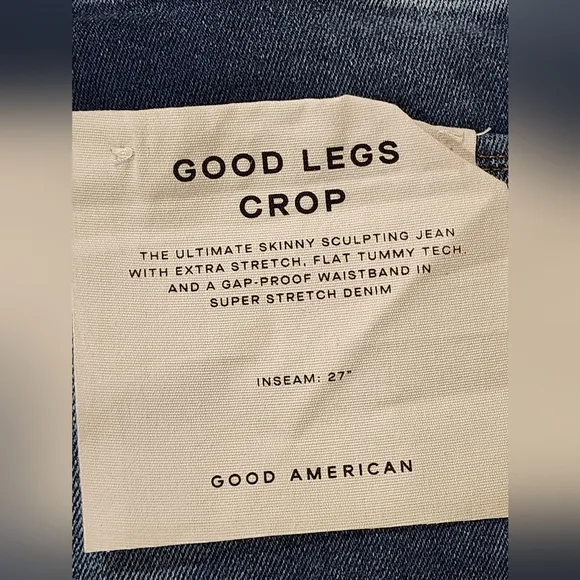 GOOD LEGS
CROP
THE ULTIMATE SKINNY SCULPTING JEAN
WITH EXTRA STRETCH, FLAT TUMMY TECH,
AND A GAP-PROOF WAISTBAND IN
SUPER STRETCH DENIM
INSEAM: 27"
GOOD AMERICAN